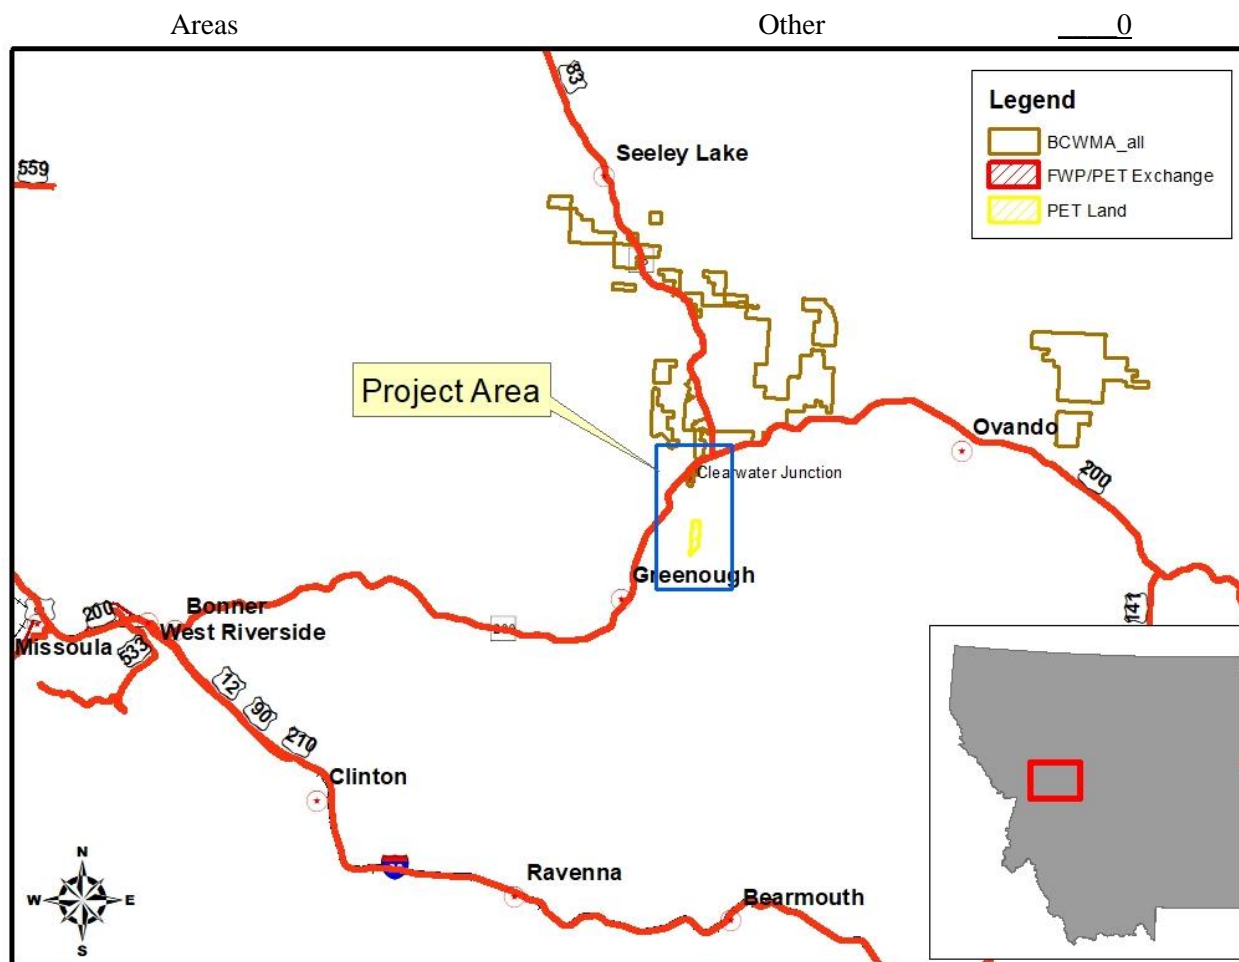 Areas Other ____0
83
Legend
BCWMA_all
FWP/PET Exchange
PET Land
559
Seeley Lake
Project Area
Ovando
Clearwater Junction
200
Greenough
141
Bonner
200
West Riverside
Missoula
533
12
90
210
Clinton
Ravenna
Bearmouth
N
W E
S